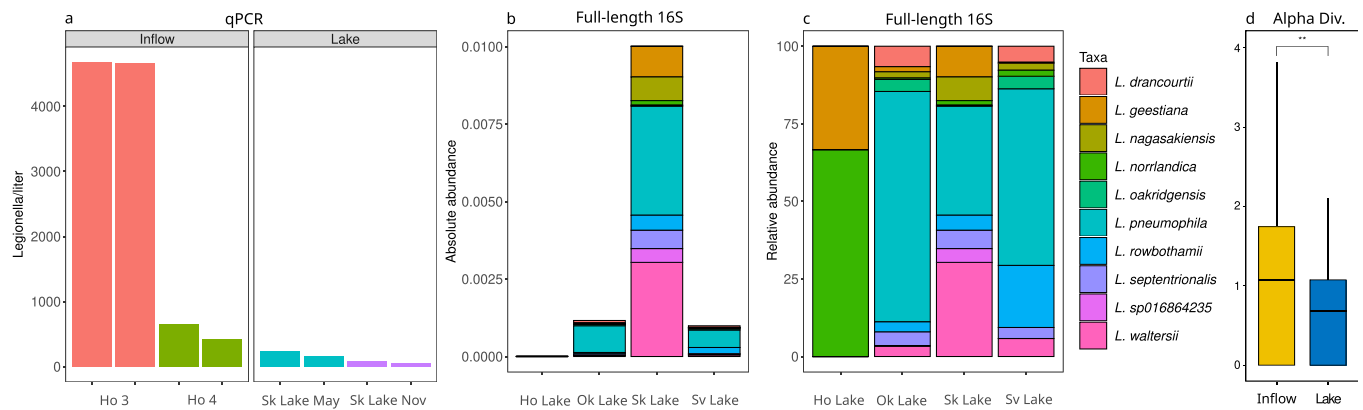 a
qPCR
Inflow
Lake
Legionella/liter
4000
3000
2000
1000
0
Ho 3
Ho 4
Sk Lake May
Sk Lake Nov
b
Full-length 16S
Absolute abundance
0.0100
0.0075
0.0050
0.0025
0.0000
Ho Lake
Ok Lake
Sk Lake
Sv Lake
c
Full-length 16S
Relative abundance
100
75
50
25
0
Ho Lake
Ok Lake
Sk Lake
Sv Lake
Taxa
L. drancourtii
L. geestiana
L. nagasakiensis
L. norrlandica
L. oakridgensis
L. pneumophila
L. rowbothamii
L. septentrionalis
L. sp016864235
L. waltersii
d
Alpha Div.
**
4
3
2
1
0
Inflow
Lake